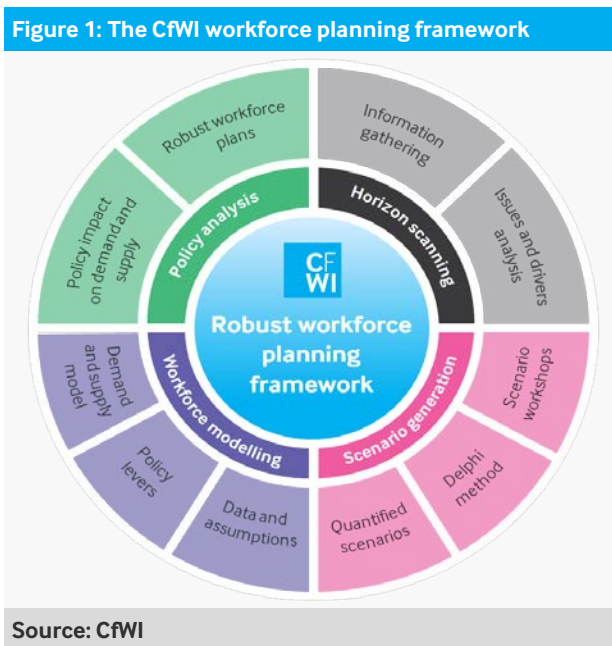 Figure 1: The CfWI workforce planning framework
Robust workforce
plans
Information
gathering
Policy impact
on demand and
supply
Policy analysis
Horizon scanning
Issues and drivers
analysis
CF
WI
Robust workforce
planning
framework
Demand
and supply
model
Workforce modelling
Scenario generation
Scenario
workshops
Policy
levers
Delphi
method
Data and
assumptions
Quantified
scenarios
Source: CfWI